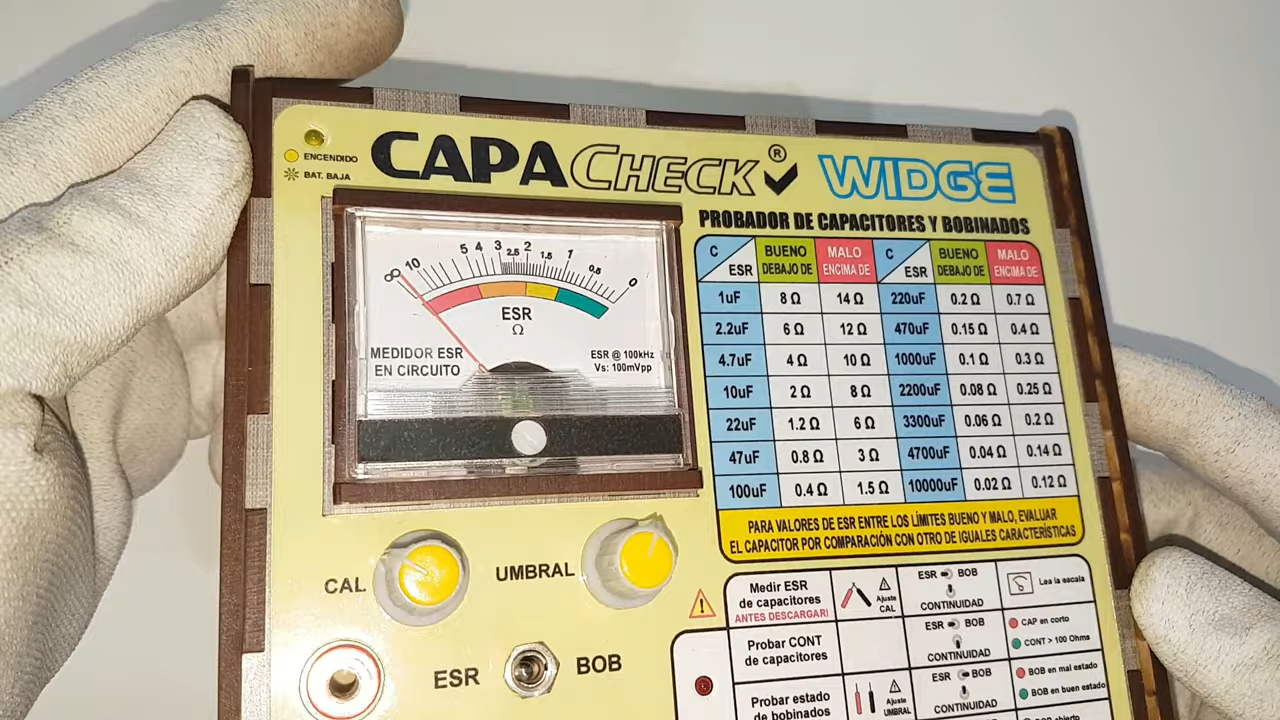 ENCENDIDO
BAT. BAJA
CAPACHECK®
WIDGE
PROBADOR DE CAPACITORES Y BOBINADOS
∞ 10 5 4 3 2.5 2 1.5 1 0.5 0
ESR
Ω
MEDIDOR ESR
EN CIRCUITO
ESR @ 100kHz
Vs: 100mVpp
C ESR BUENO DEBAJO DE MALO ENCIMA DE C ESR BUENO DEBAJO DE MALO ENCIMA DE
1uF 8 Ω 14 Ω 220uF 0.2 Ω 0.7 Ω
2.2uF 6 Ω 12 Ω 470uF 0.15 Ω 0.4 Ω
4.7uF 4 Ω 10 Ω 1000uF 0.1 Ω 0.3 Ω
10uF 2 Ω 8 Ω 2200uF 0.08 Ω 0.25 Ω
22uF 1.2 Ω 6 Ω 3300uF 0.06 Ω 0.2 Ω
47uF 0.8 Ω 3 Ω 4700uF 0.04 Ω 0.14 Ω
100uF 0.4 Ω 1.5 Ω 10000uF 0.02 Ω 0.12 Ω
PARA VALORES DE ESR ENTRE LOS LÍMITES BUENO Y MALO, EVALUAR
EL CAPACITOR POR COMPARACIÓN CON OTRO DE IGUALES CARACTERÍSTICAS
CAL
UMBRAL
ESR
BOB
Medir ESR
de capacitores
ANTES DESCARGAR!
Ajuste
CAL
ESR BOB
CONTINUIDAD
Lea la escala
Probar CONT
de capacitores
ESR BOB
CONTINUIDAD
CAP en corto
CONT > 100 Ohms
Probar estado
de bobinados
Ajuste
UMBRAL
ESR BOB
CONTINUIDAD
BOB en mal estado
BOB en buen estado
BOB abierto